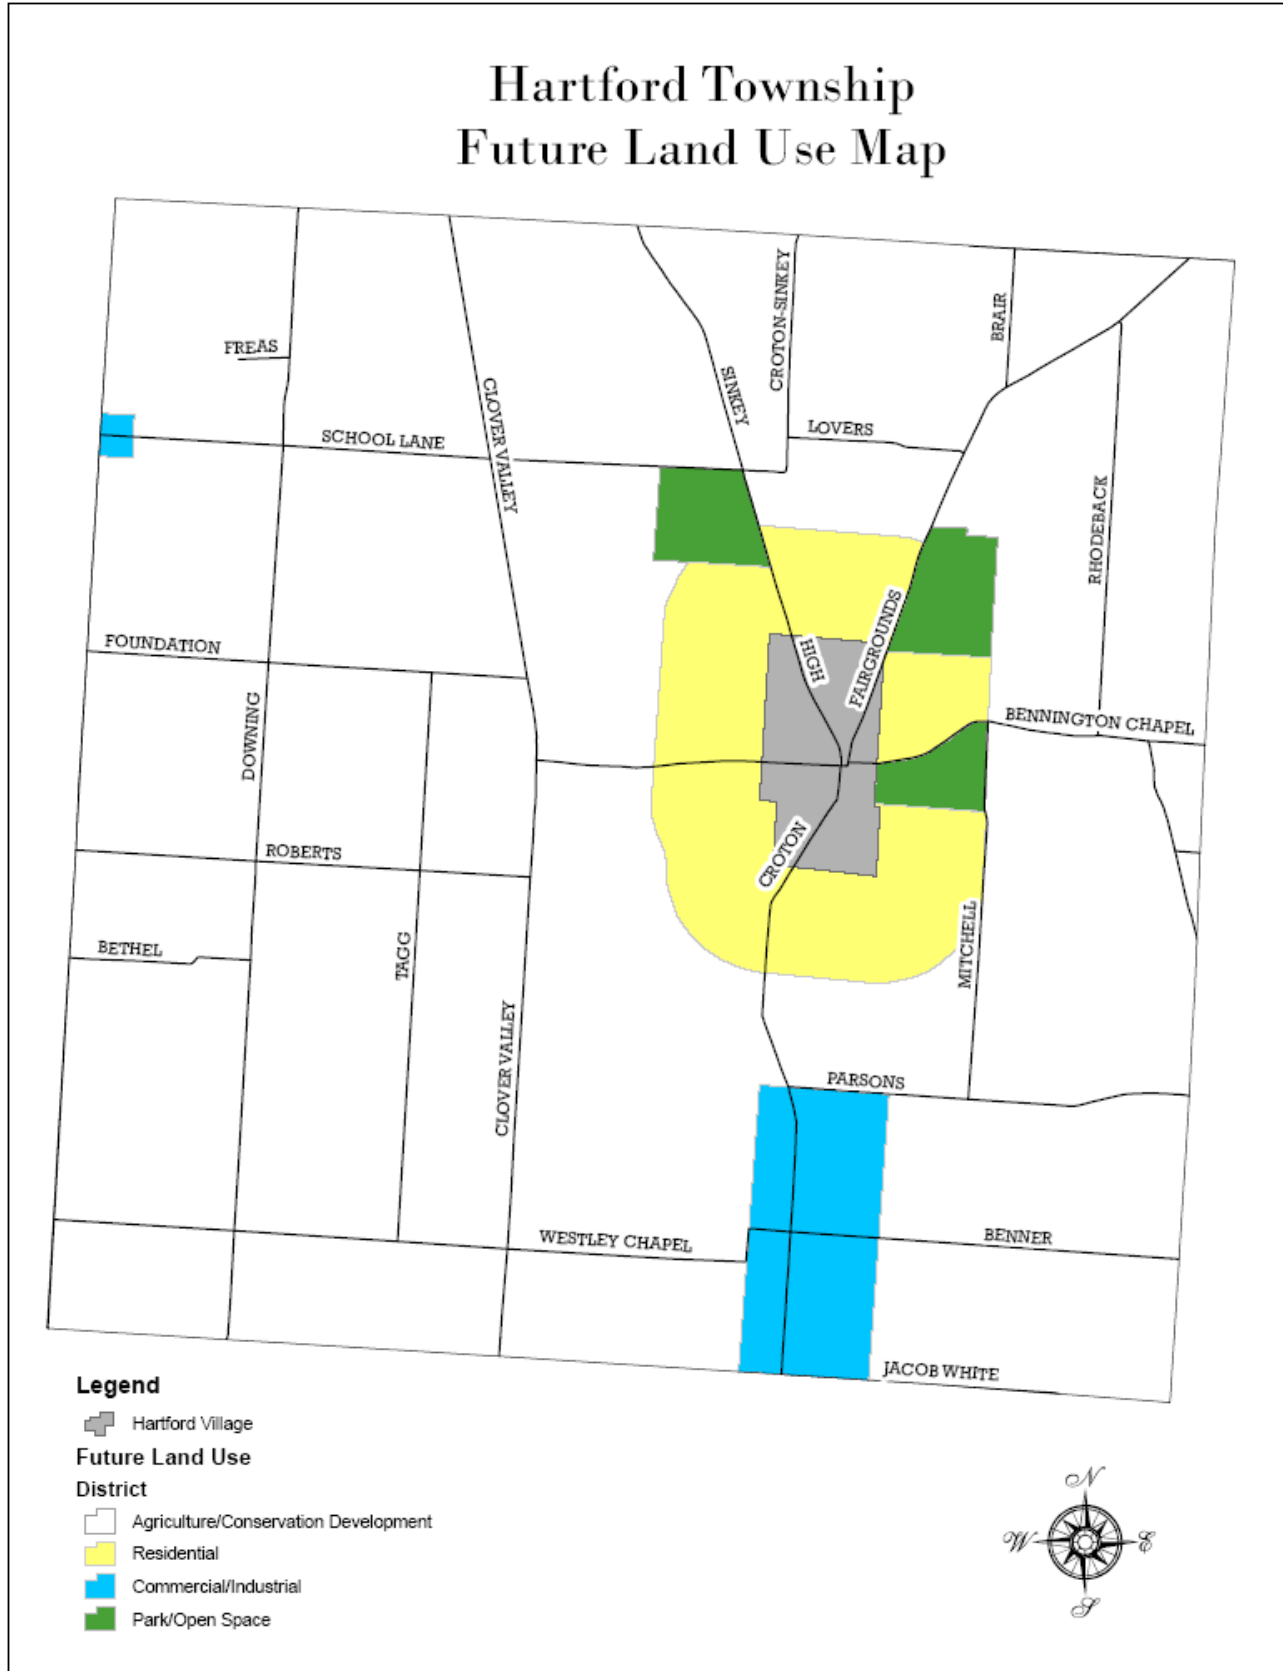 Hartford Township
Future Land Use Map
CROTON-SINKEY
BRAIR
FREAS
SINKEY
CLOVER VALLEY
LOVERS
SCHOOL LANE
RHODEBACK
FOUNDATION
HIGH
FAIRGROUNDS
DOWNING
BENNINGTON CHAPEL
ROBERTS
CROTON
BETHEL
TAGG
MITCHELL
CLOVER VALLEY
PARSONS
WESTLEY CHAPEL
BENNER
JACOB WHITE
Legend
Hartford Village
Future Land Use
District
Agriculture/Conservation Development
Residential
Commercial/Industrial
Park/Open Space
N
W
E
S